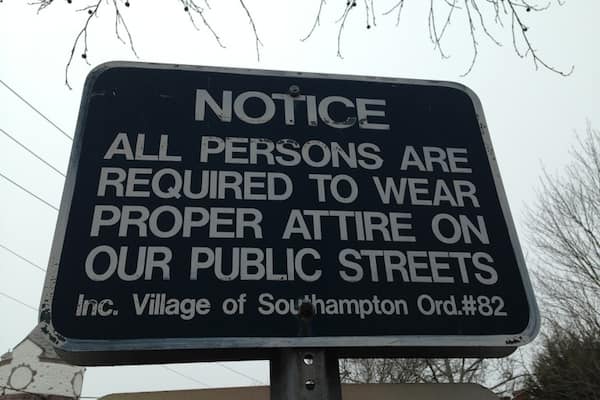 NOTICE
ALL PERSONS ARE
REQUIRED TO WEAR
PROPER ATTIRE ON
OUR PUBLIC STREETS
Inc. Village of Southampton Ord.#82